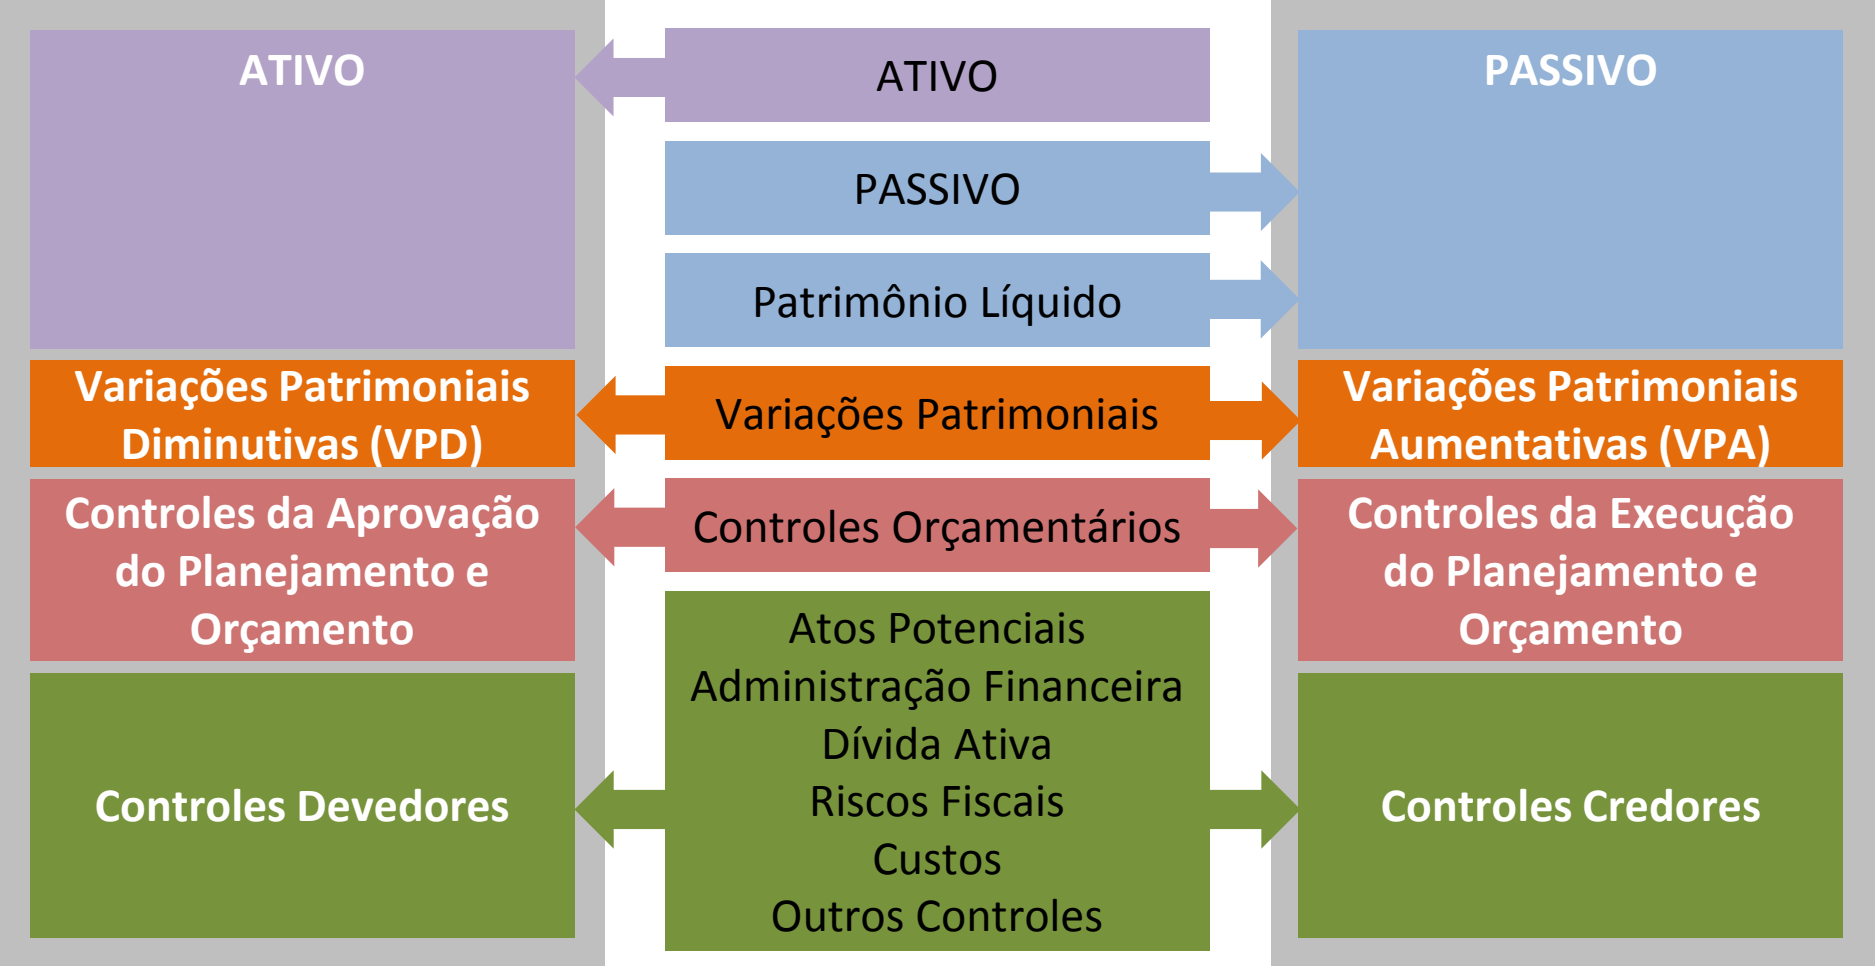 ATIVO
Variações Patrimoniais
Diminutivas (VPD)
Controles da Aprovação
do Planejamento e
Orçamento
Controles Devedores
ATIVO
PASSIVO
Patrimônio Líquido
Variações Patrimoniais
Controles Orçamentários
Atos Potenciais
Administração Financeira
Dívida Ativa
Riscos Fiscais
Custos
Outros Controles
PASSIVO
Variações Patrimoniais
Aumentativas (VPA)
Controles da Execução
do Planejamento e
Orçamento
Controles Credores